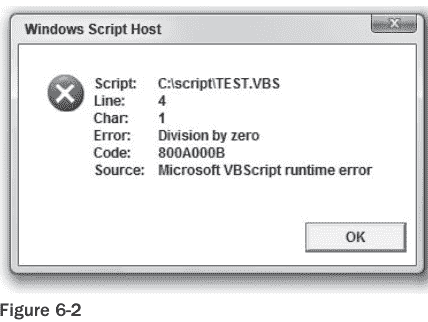 Windows Script Host
Script: C:\script\TEST.VBS
Line: 4
Char: 1
Error: Division by zero
Code: 800A000B
Source: Microsoft VBScript runtime error
OK
Figure 6-2